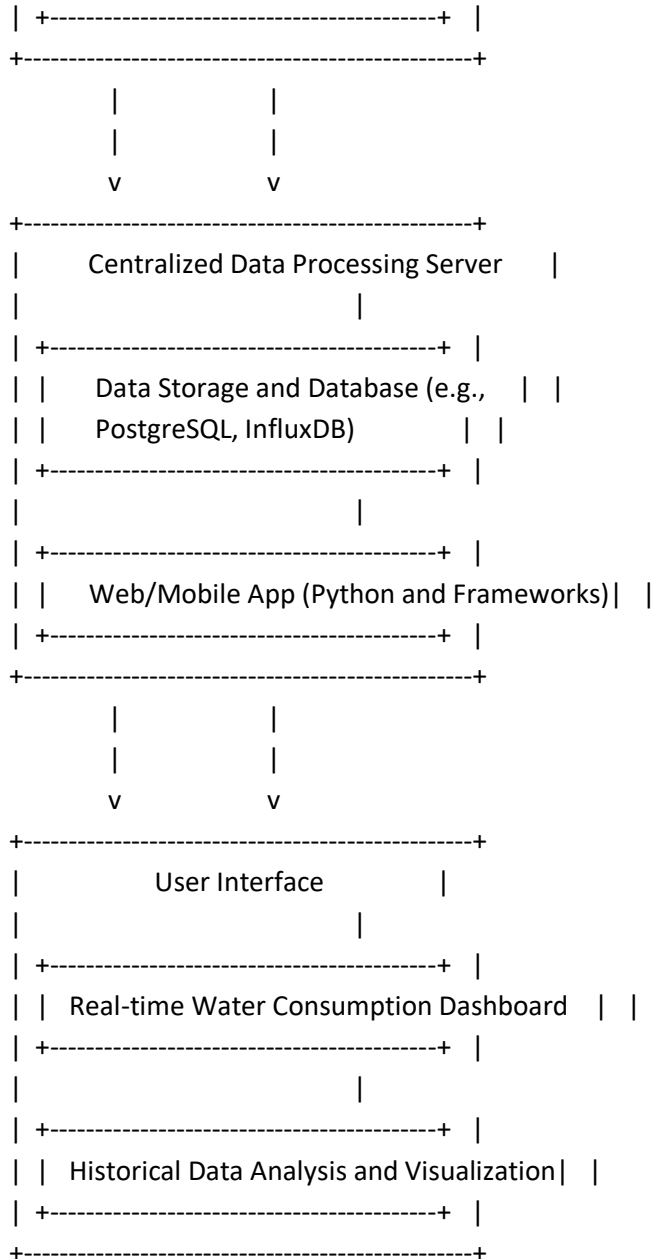 | +-------------------------------------------+ |
+--------------------------------------------------+
| |
| |
v v
+--------------------------------------------------+
| Centralized Data Processing Server |
| |
| +-------------------------------------------+ |
| | Data Storage and Database (e.g., | |
| | PostgreSQL, InfluxDB) | |
| +-------------------------------------------+ |
| |
| +-------------------------------------------+ |
| | Web/Mobile App (Python and Frameworks)| |
| +-------------------------------------------+ |
+--------------------------------------------------+
| |
| |
v v
+--------------------------------------------------+
| User Interface |
| |
| +-------------------------------------------+ |
| | Real-time Water Consumption Dashboard | |
| +-------------------------------------------+ |
| |
| +-------------------------------------------+ |
| | Historical Data Analysis and Visualization| |
| +-------------------------------------------+ |
+--------------------------------------------------+